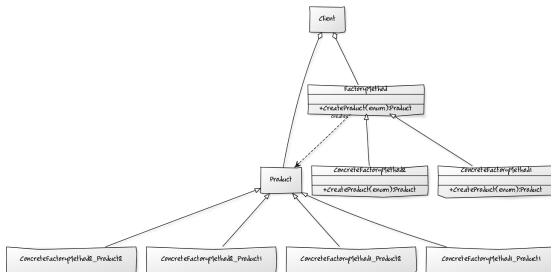 Client
FactoryMethod
+CreateProduct(enum):Product
creates
Product
ConcreteFactoryMethod2
+CreateProduct(enum):Product
ConcreteFactoryMethod1
+CreateProduct(enum):Product
ConcreteFactoryMethod2_Product2
ConcreteFactoryMethod2_Product1
ConcreteFactoryMethod1_Product2
ConcreteFactoryMethod1_Product1